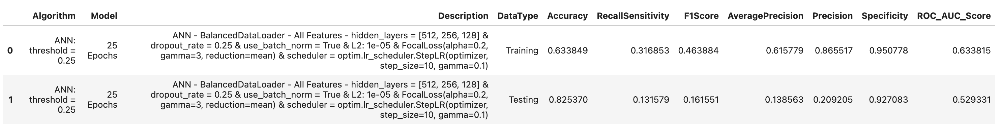 Algorithm Model Description DataType Accuracy RecallSensitivity F1Score AveragePrecision Precision Specificity ROC_AUC_Score
0
ANN:
threshold =
0.25
25
Epochs
ANN - BalancedDataLoader - All Features - hidden_layers = [512, 256, 128] &
dropout_rate = 0.25 & use_batch_norm = True & L2: 1e-05 & FocalLoss(alpha=0.2,
gamma=3, reduction=mean) & scheduler = optim.lr_scheduler.StepLR(optimizer,
step_size=10, gamma=0.1)
Training 0.633849 0.316853 0.463884 0.615779 0.865517 0.950778 0.633815
1
ANN:
threshold =
0.25
25
Epochs
ANN - BalancedDataLoader - All Features - hidden_layers = [512, 256, 128] &
dropout_rate = 0.25 & use_batch_norm = True & L2: 1e-05 & FocalLoss(alpha=0.2,
gamma=3, reduction=mean) & scheduler = optim.lr_scheduler.StepLR(optimizer,
step_size=10, gamma=0.1)
Testing 0.825370 0.131579 0.161551 0.138563 0.209205 0.927083 0.529331